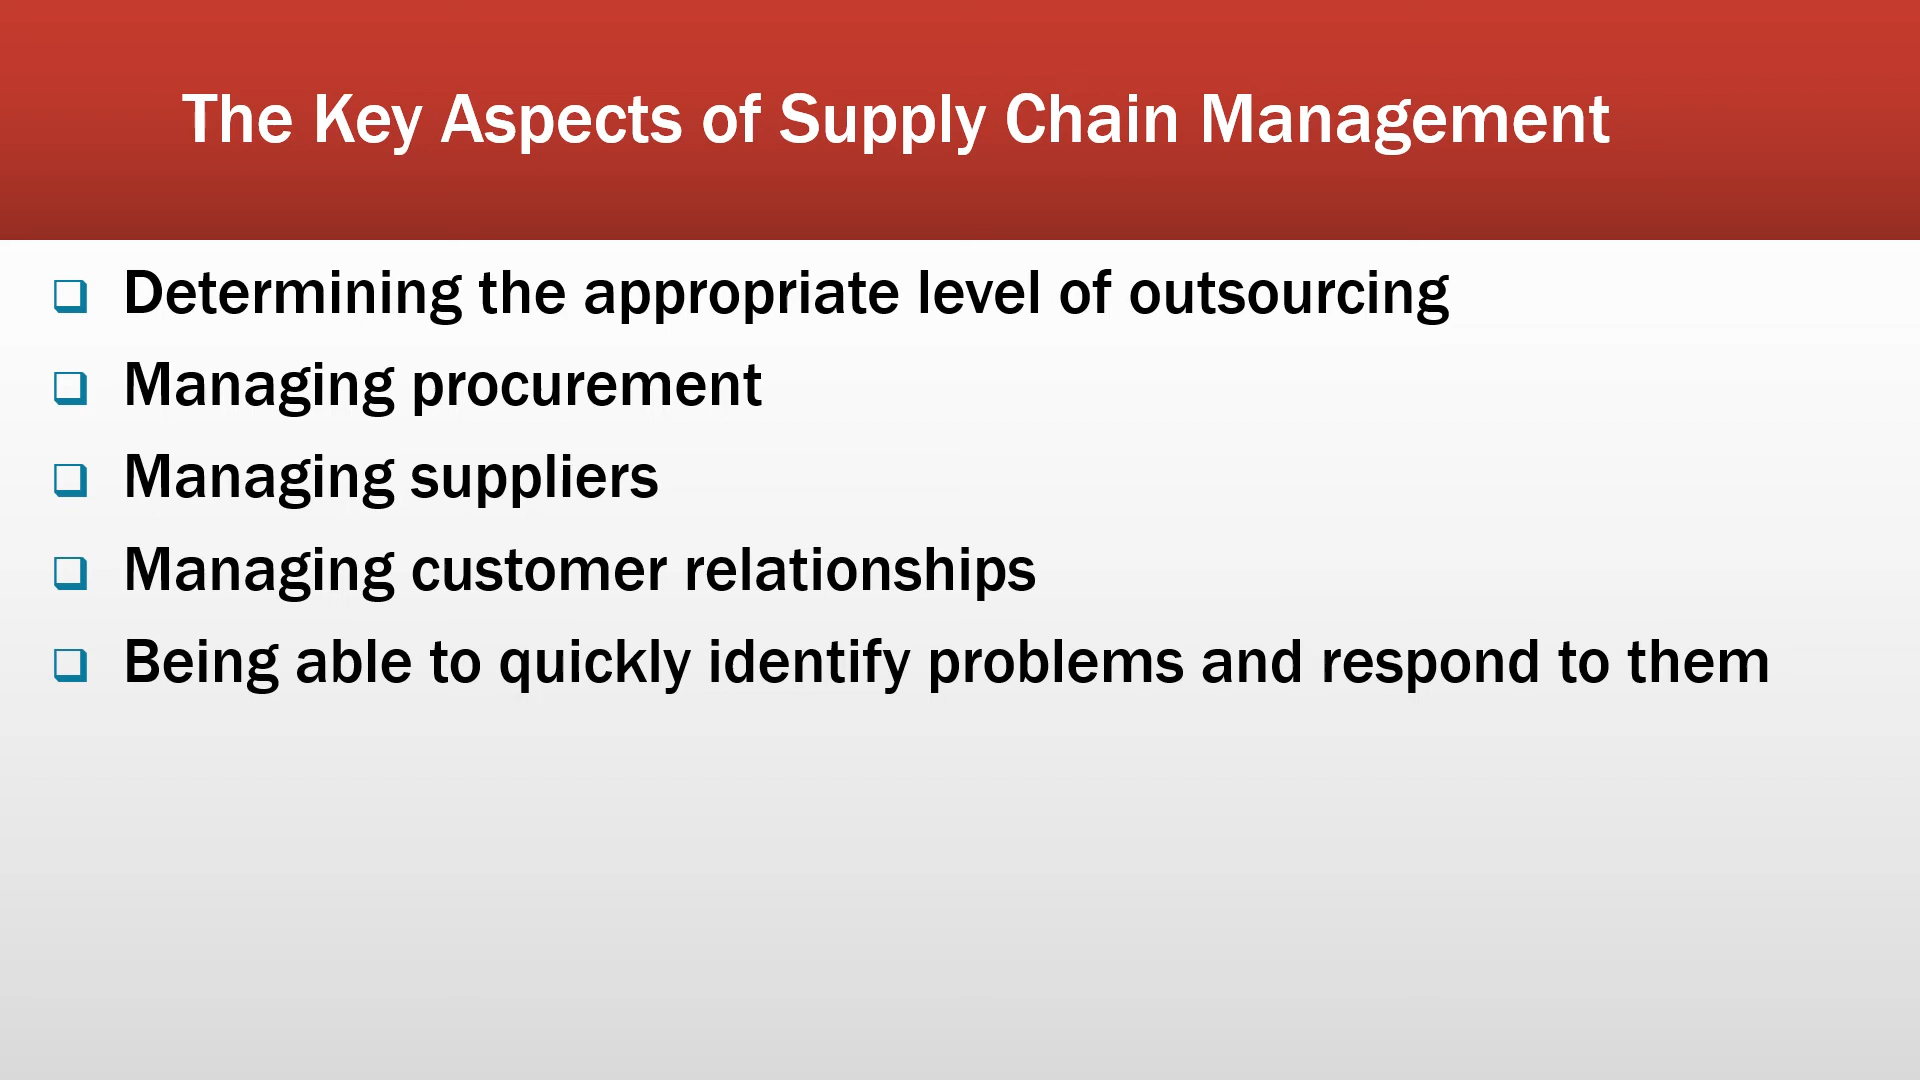 The Key Aspects of Supply Chain Management
Determining the appropriate level of outsourcing
Managing procurement
Managing suppliers
Managing customer relationships
Being able to quickly identify problems and respond to them